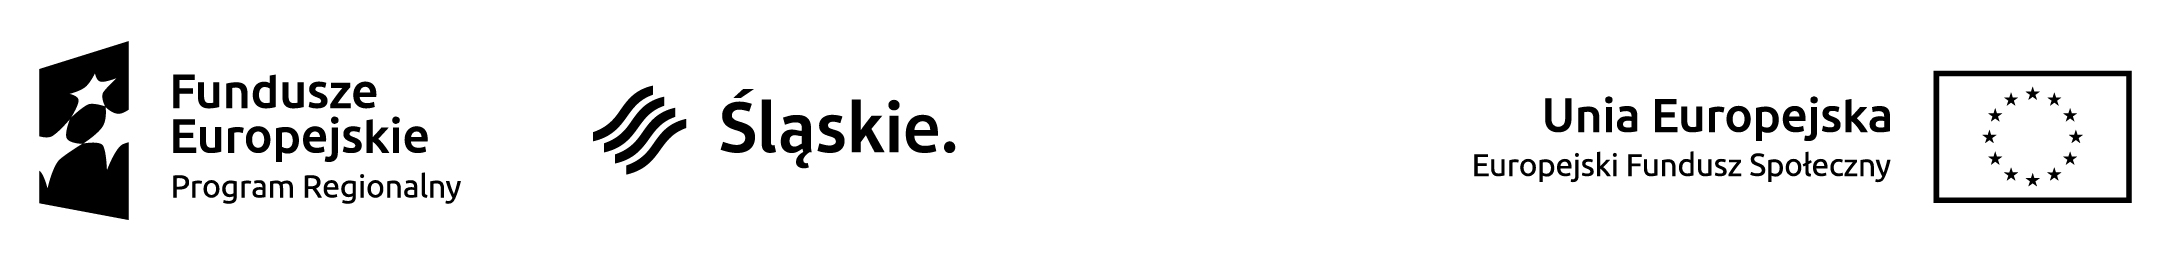 Fundusze
Europejskie
Program Regionalny
Śląskie.
Unia Europejska
Europejski Fundusz Społeczny